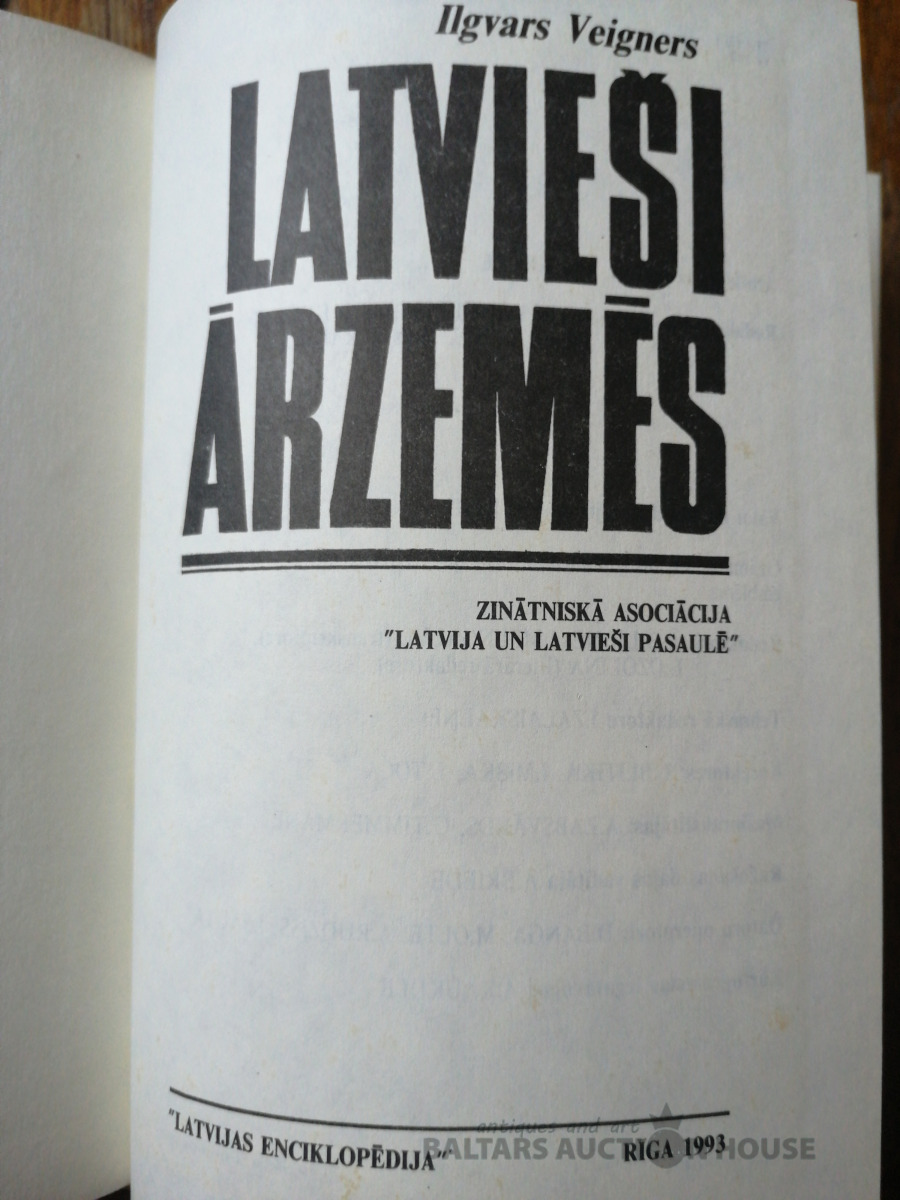 Ilgvars Veigners
LATVIEŠI
ĀRZEMĒS
ZINĀTNISKĀ ASOCIĀCIJA
"LATVIJA UN LATVIEŠI PASAULĒ"
"LATVIJAS ENCIKLOPĒDIJA"
RIGA 1993
antiques and art
BALTARS AUCTION HOUSE